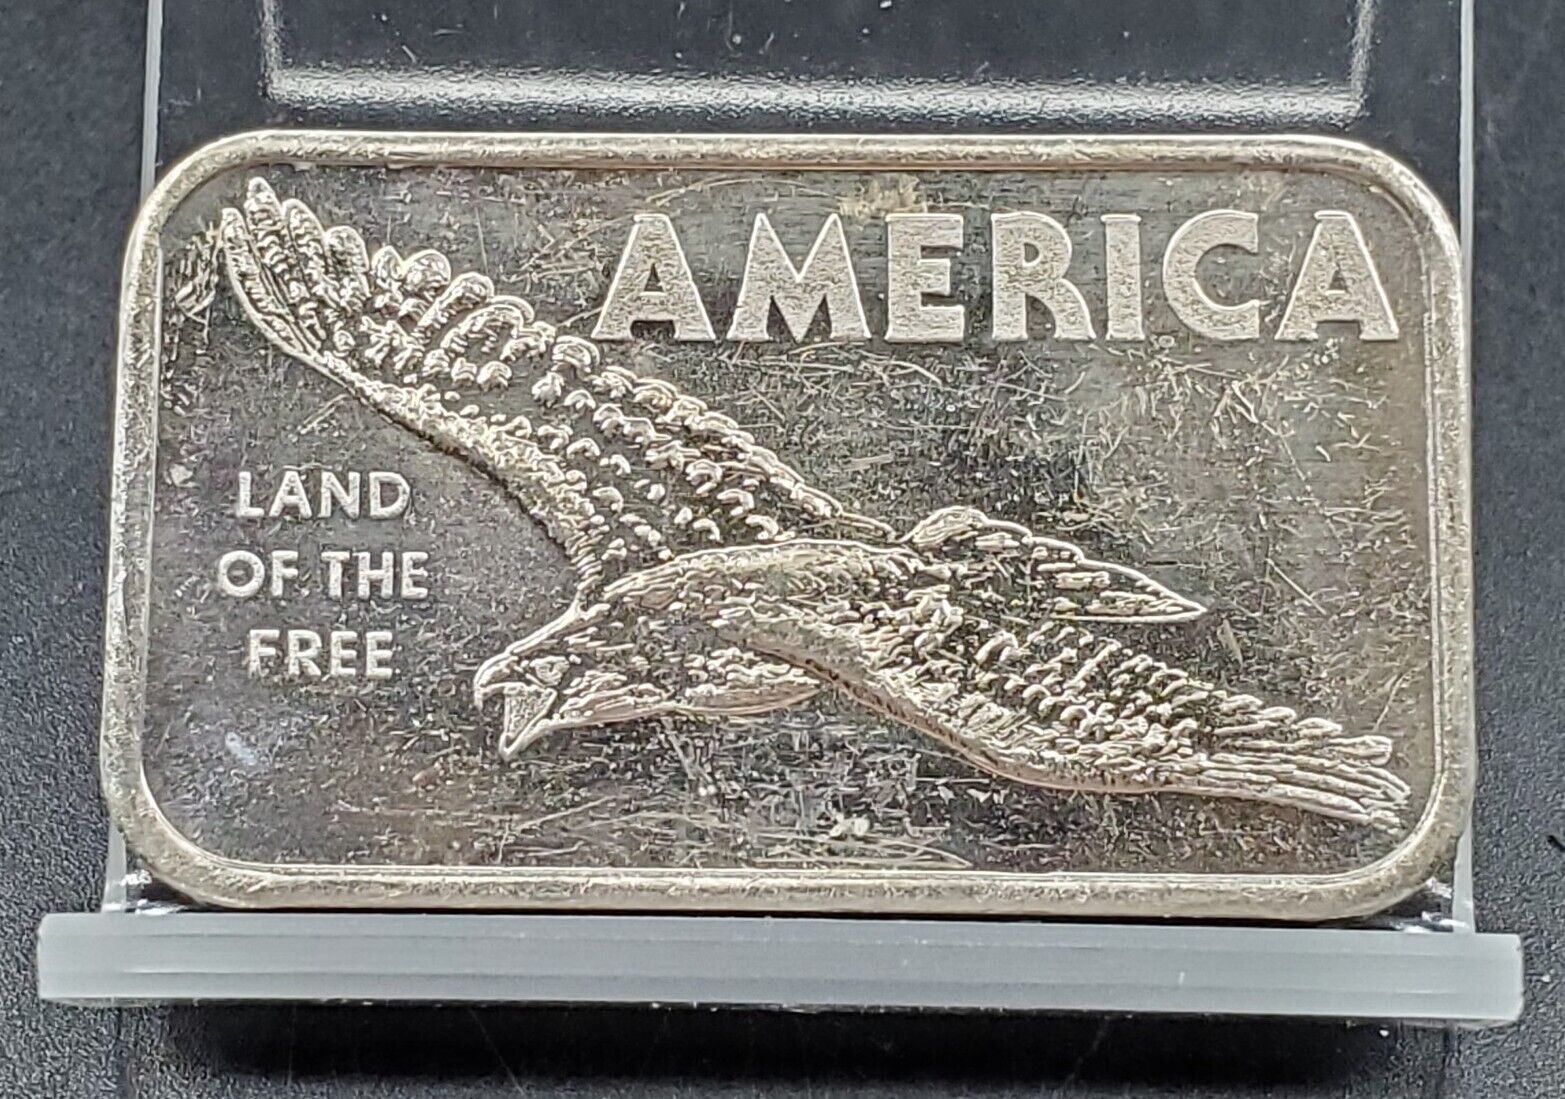 AMERICA
LAND
OF THE
FREE